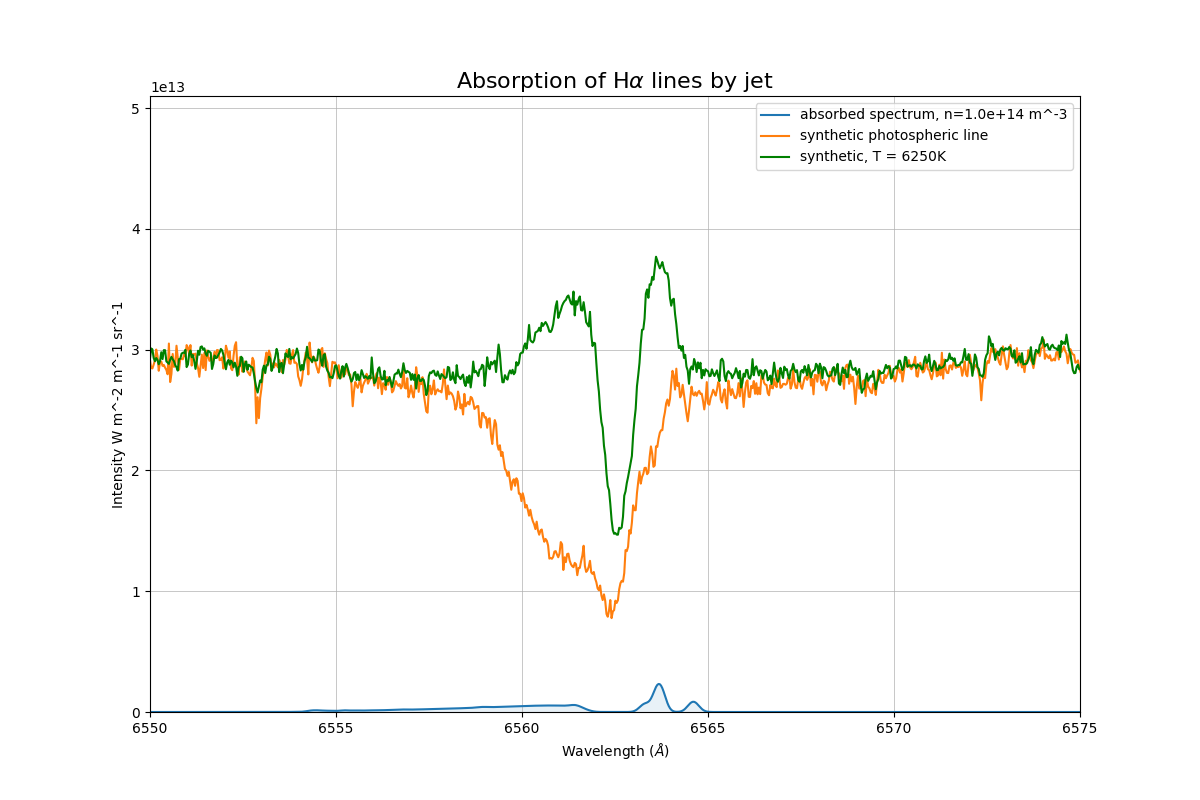 Absorption of Hα lines by jet
1e13
absorbed spectrum, n=1.0e+14 m^-3
synthetic photospheric line
synthetic, T = 6250K
5
4
3
2
1
0
Intensity W m^-2 m^-1 sr^-1
6550 6555 6560 6565 6570 6575
Wavelength (Å)